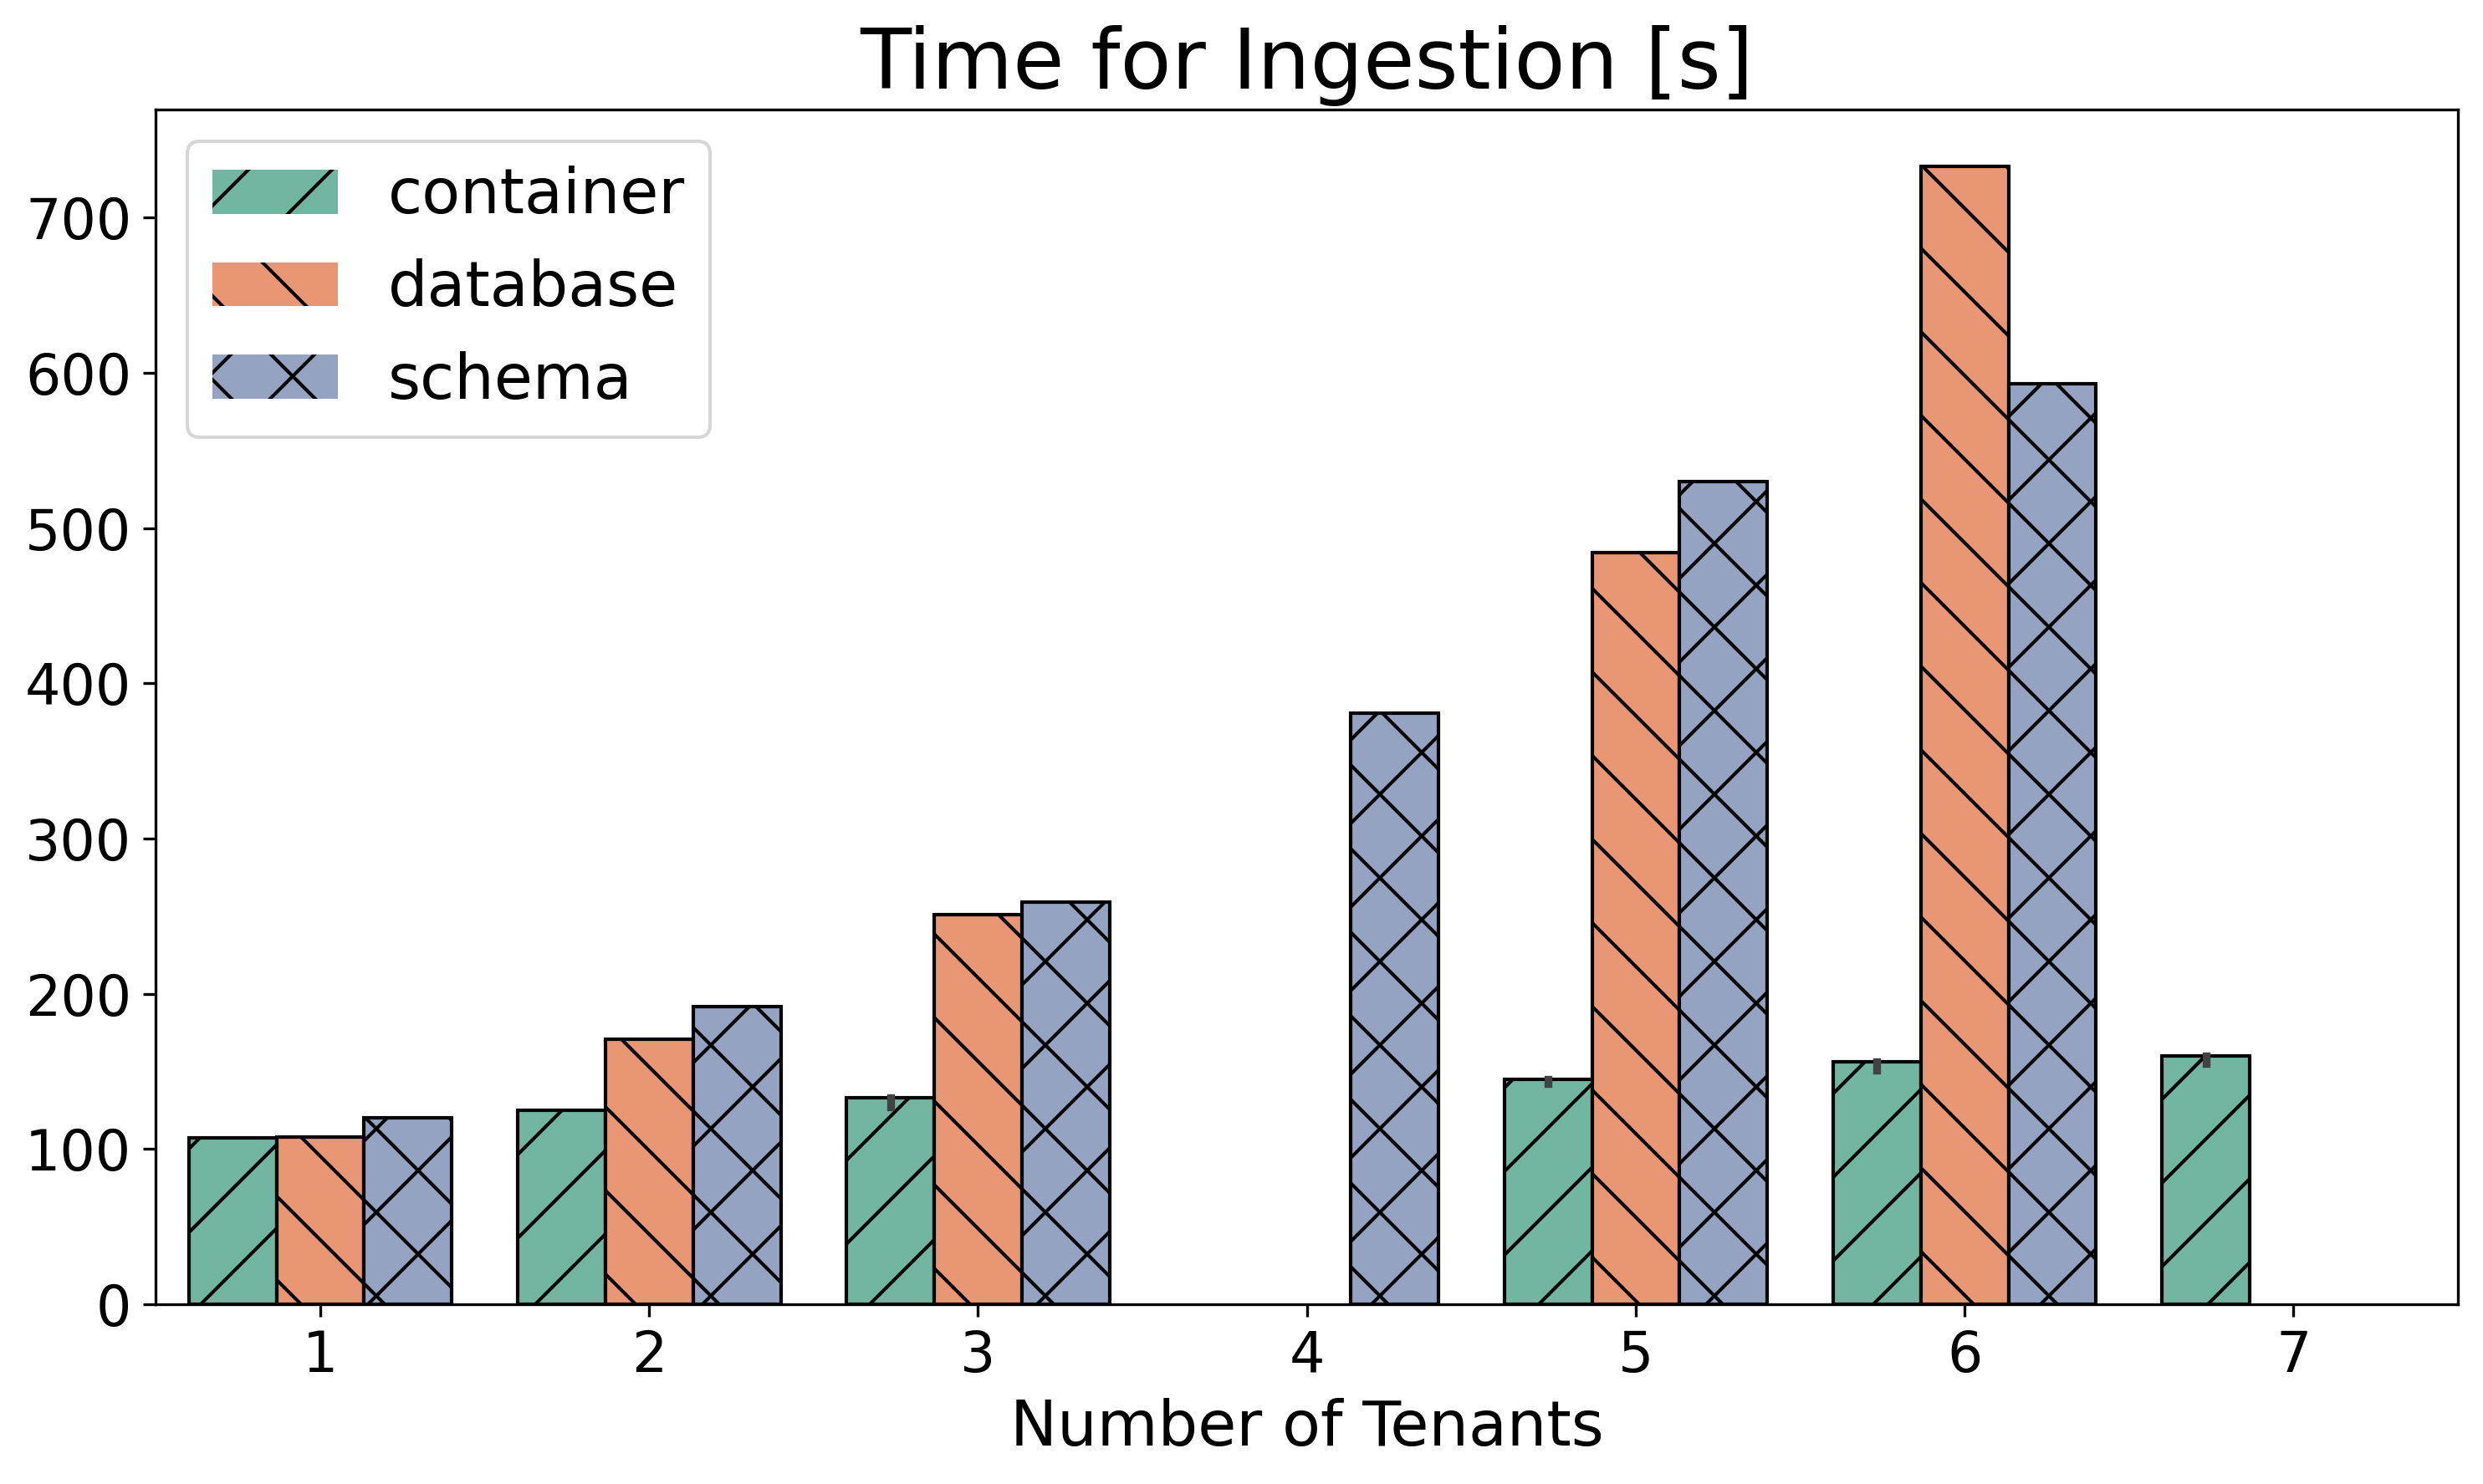 Time for Ingestion [s]
container
database
schema
700
600
500
400
300
200
100
0
1 2 3 4 5 6 7
Number of Tenants